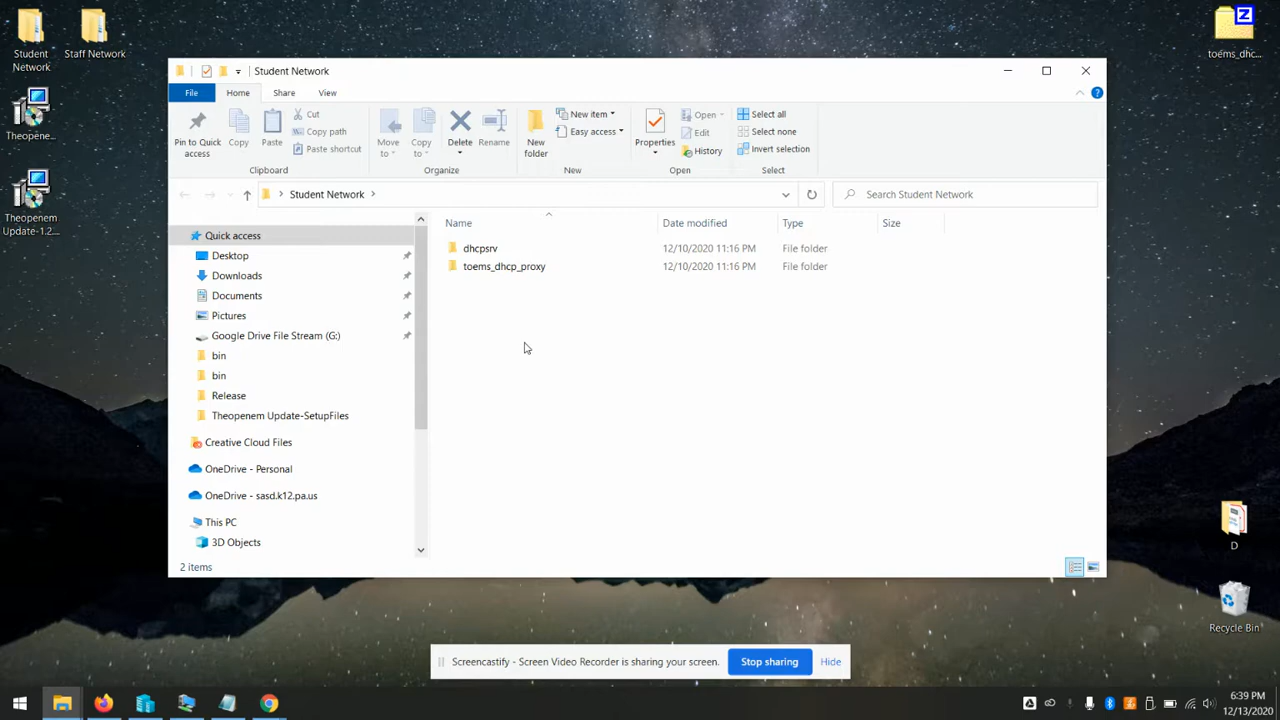 Student
Network
Staff Network
toems_dhc...
Theopene...
Theopenem
Update-1.2...
Student Network
File
Home
Share
View
Pin to Quick
access
Copy
Paste
Cut
Copy path
Paste shortcut
Clipboard
Move
to
Copy
to
Delete
Rename
Organize
New
folder
New item
Easy access
New
Properties
Open
Edit
History
Open
Select all
Select none
Invert selection
Select
Student Network
Search Student Network
Name
Date modified
Type
Size
dhcpsrv
12/10/2020 11:16 PM
File folder
toems_dhcp_proxy
12/10/2020 11:16 PM
File folder
Quick access
Desktop
Downloads
Documents
Pictures
Google Drive File Stream (G:)
bin
bin
Release
Theopenem Update-SetupFiles
Creative Cloud Files
OneDrive - Personal
OneDrive - sasd.k12.pa.us
This PC
3D Objects
2 items
D
Recycle Bin
Screencastify - Screen Video Recorder is sharing your screen.
Stop sharing
Hide
6:39 PM
12/13/2020